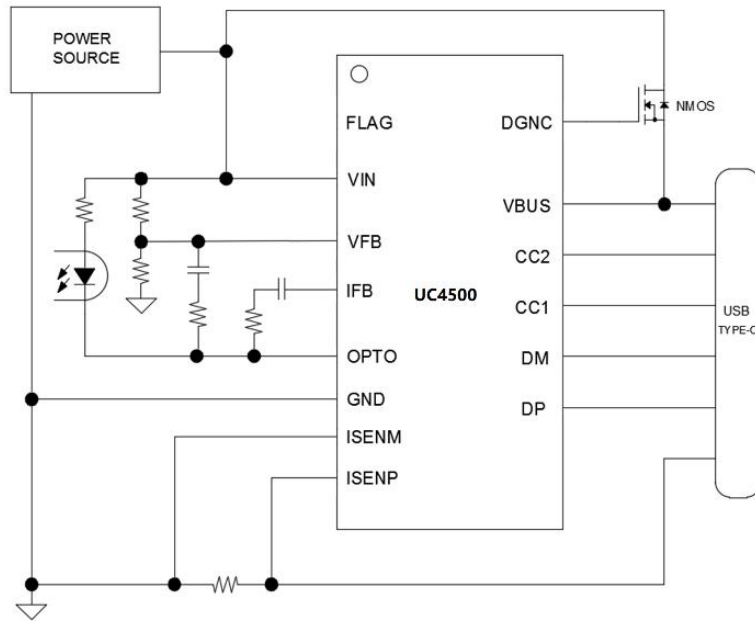 POWER
SOURCE
FLAG
DGNC
NMOS
VIN
VBUS
VFB
CC2
IFB
UC4500
CC1
USB
TYPE-C
OPTO
DM
GND
DP
ISENM
ISENP